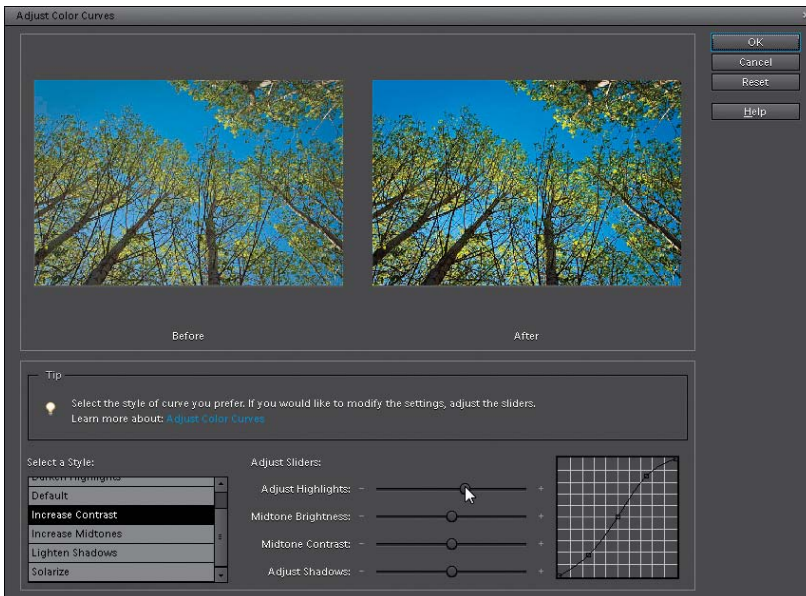 Adjust Color Curves
OK
Cancel
Reset
Help
Before
After
Tip
Select the style of curve you prefer. If you would like to modify the settings, adjust the sliders.
Learn more about: Adjust Color Curves
Select a Style:
Darken Highlights
Default
Increase Contrast
Increase Midtones
Lighten Shadows
Solarize
Adjust Sliders:
Adjust Highlights: - +
Midtone Brightness: - +
Midtone Contrast: - +
Adjust Shadows: - +